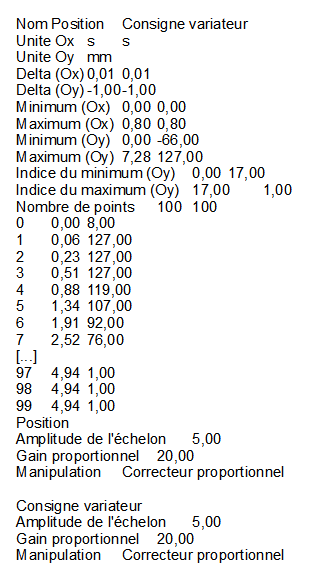 Nom Position Consigne variateur
Unite Ox s s
Unite Oy mm
Delta (Ox) 0,01 0,01
Delta (Oy) -1,00 -1,00
Minimum (Ox) 0,00 0,00
Maximum (Ox) 0,80 0,80
Minimum (Oy) 0,00 -66,00
Maximum (Oy) 7,28 127,00
Indice du minimum (Oy) 0,00 17,00
Indice du maximum (Oy) 17,00 1,00
Nombre de points 100 100
0 0,00 8,00
1 0,06 127,00
2 0,23 127,00
3 0,51 127,00
4 0,88 119,00
5 1,34 107,00
6 1,91 92,00
7 2,52 76,00
[...]
97 4,94 1,00
98 4,94 1,00
99 4,94 1,00
Position
Amplitude de l'échelon 5,00
Gain proportionnel 20,00
Manipulation Correcteur proportionnel
Consigne variateur
Amplitude de l'échelon 5,00
Gain proportionnel 20,00
Manipulation Correcteur proportionnel